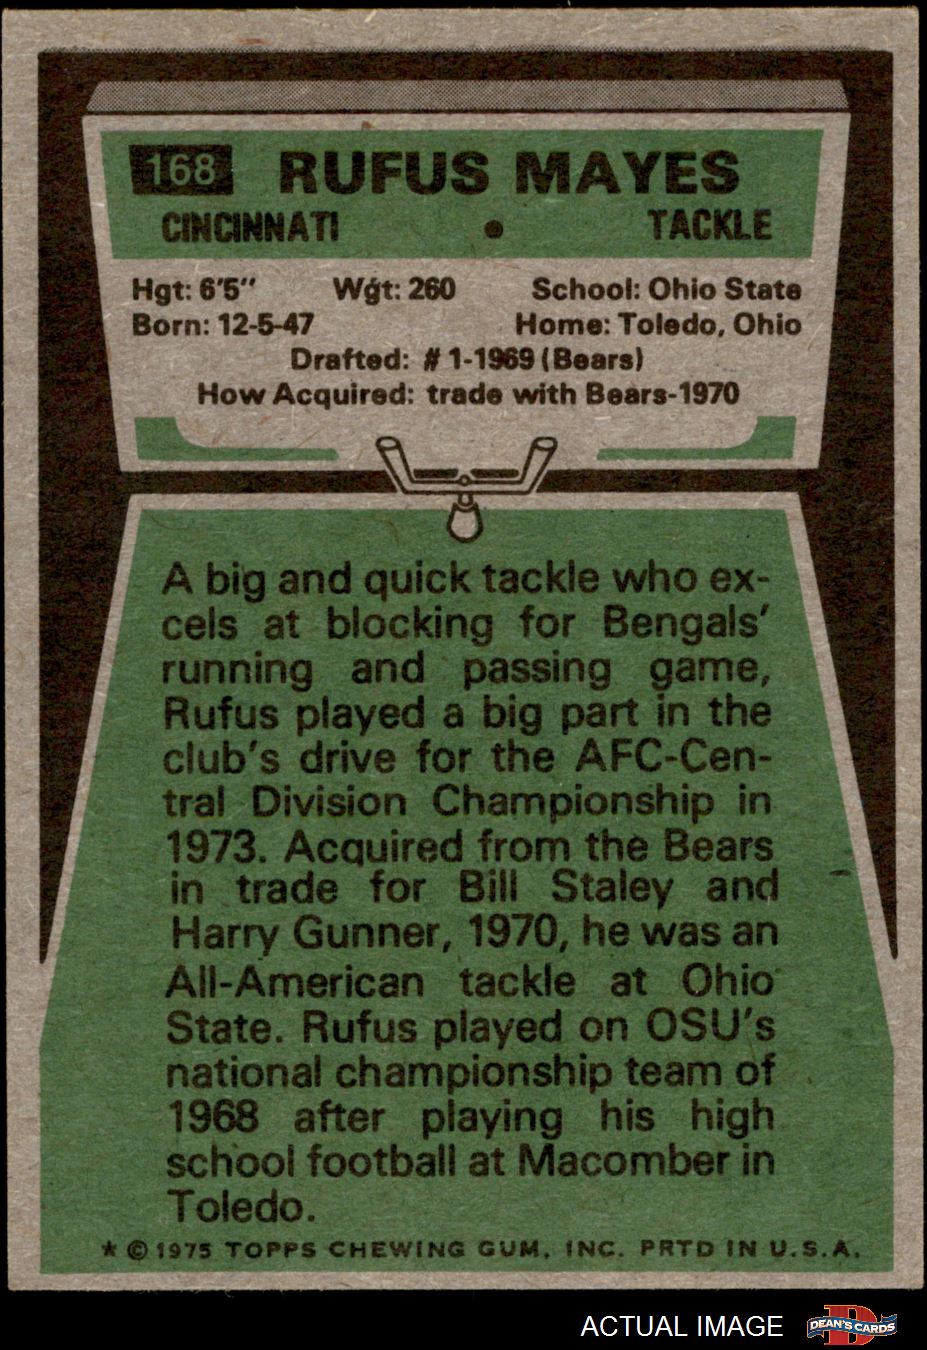 168 RUFUS MAYES
CINCINNATI • TACKLE
Hgt: 6'5" Wgt: 260 School: Ohio State
Born: 12-5-47 Home: Toledo, Ohio
Drafted: #1-1969 (Bears)
How Acquired: trade with Bears-1970
A big and quick tackle who ex-
cels at blocking for Bengals'
running and passing game,
Rufus played a big part in the
club's drive for the AFC-Cen-
tral Division Championship in
1973. Acquired from the Bears
in trade for Bill Staley and
Harry Gunner, 1970, he was an
All-American tackle at Ohio
State. Rufus played on OSU's
national championship team of
1968 after playing his high
school football at Macomber in
Toledo.
* © 1975 TOPPS CHEWING GUM, INC. PRTD IN U.S.A.
ACTUAL IMAGE D DEAN'S CARDS